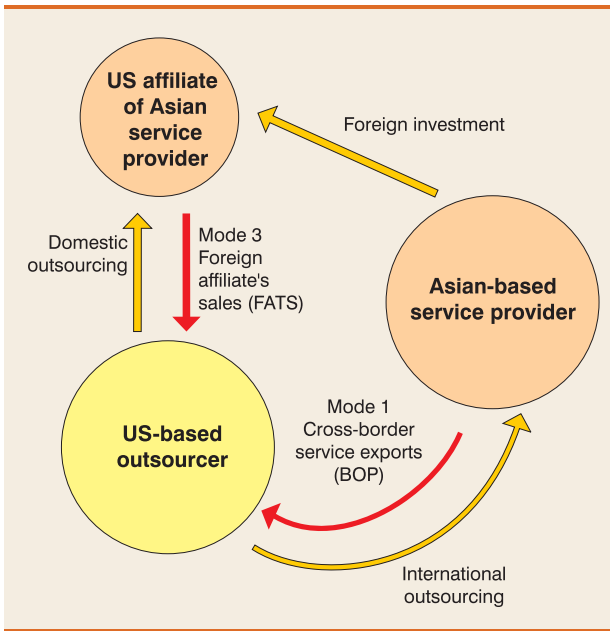 US affiliate
of Asian
service
provider
Foreign investment
Domestic
outsourcing
Mode 3
Foreign
affiliate's
sales (FATS)
Asian-based
service provider
US-based
outsourcer
Mode 1
Cross-border
service exports
(BOP)
International
outsourcing